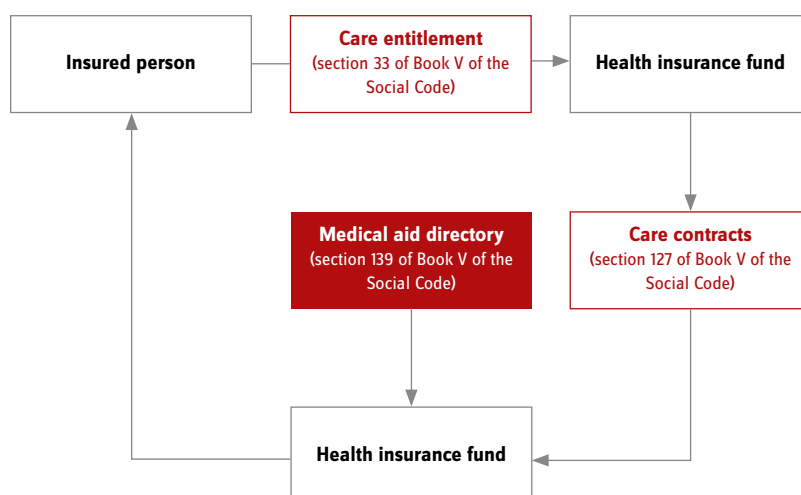 Insured person
Care entitlement
(section 33 of Book V of the
Social Code)
Health insurance fund
Medical aid directory
(section 139 of Book V of the
Social Code)
Care contracts
(section 127 of Book V of the
Social Code)
Health insurance fund